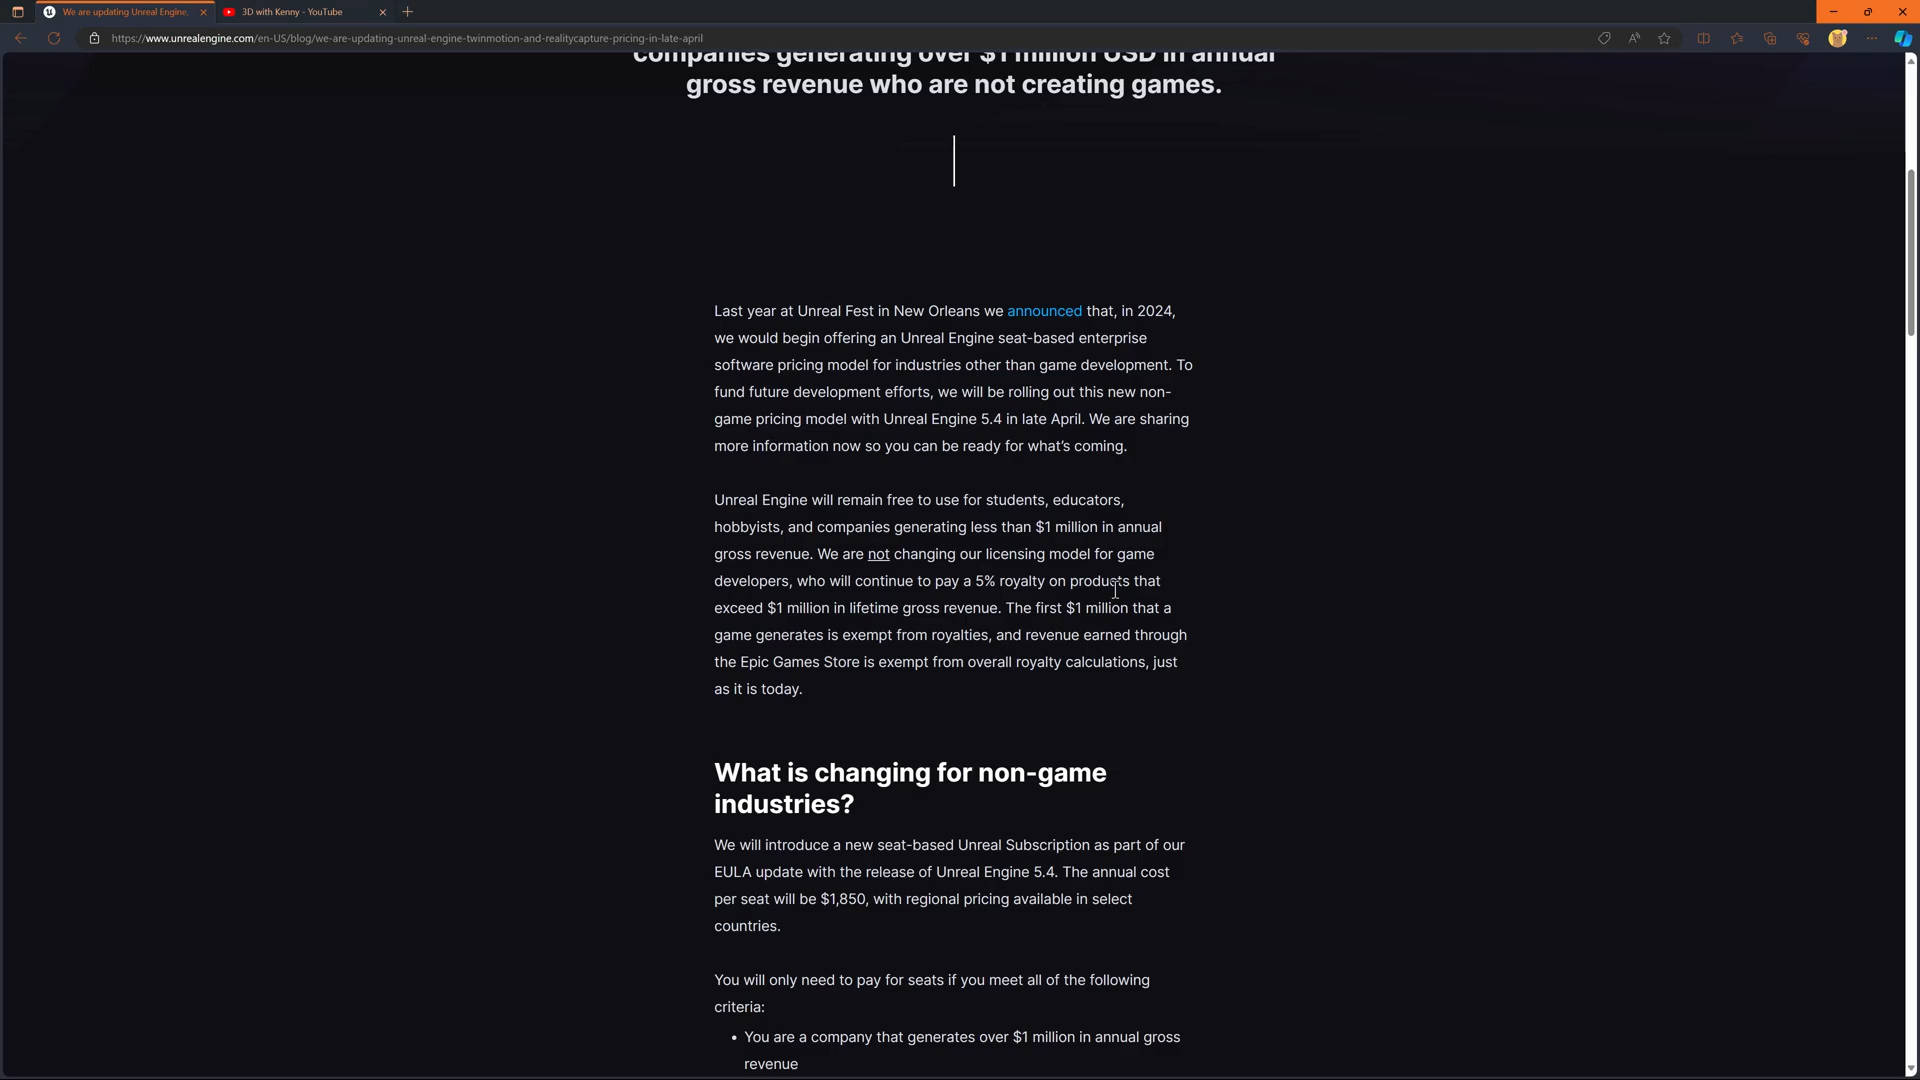 We are updating Unreal Engine,
3D with Kenny - YouTube
https://www.unrealengine.com/en-US/blog/we-are-updating-unreal-engine-twinmotion-and-realitycapture-pricing-in-late-april
companies generating over $1 million USD in annual
gross revenue who are not creating games.
Last year at Unreal Fest in New Orleans we announced that, in 2024,
we would begin offering an Unreal Engine seat-based enterprise
software pricing model for industries other than game development. To
fund future development efforts, we will be rolling out this new non-
game pricing model with Unreal Engine 5.4 in late April. We are sharing
more information now so you can be ready for what's coming.
Unreal Engine will remain free to use for students, educators,
hobbyists, and companies generating less than $1 million in annual
gross revenue. We are not changing our licensing model for game
developers, who will continue to pay a 5% royalty on products that
exceed $1 million in lifetime gross revenue. The first $1 million that a
game generates is exempt from royalties, and revenue earned through
the Epic Games Store is exempt from overall royalty calculations, just
as it is today.
What is changing for non-game
industries?
We will introduce a new seat-based Unreal Subscription as part of our
EULA update with the release of Unreal Engine 5.4. The annual cost
per seat will be $1,850, with regional pricing available in select
countries.
You will only need to pay for seats if you meet all of the following
criteria:
• You are a company that generates over $1 million in annual gross
revenue